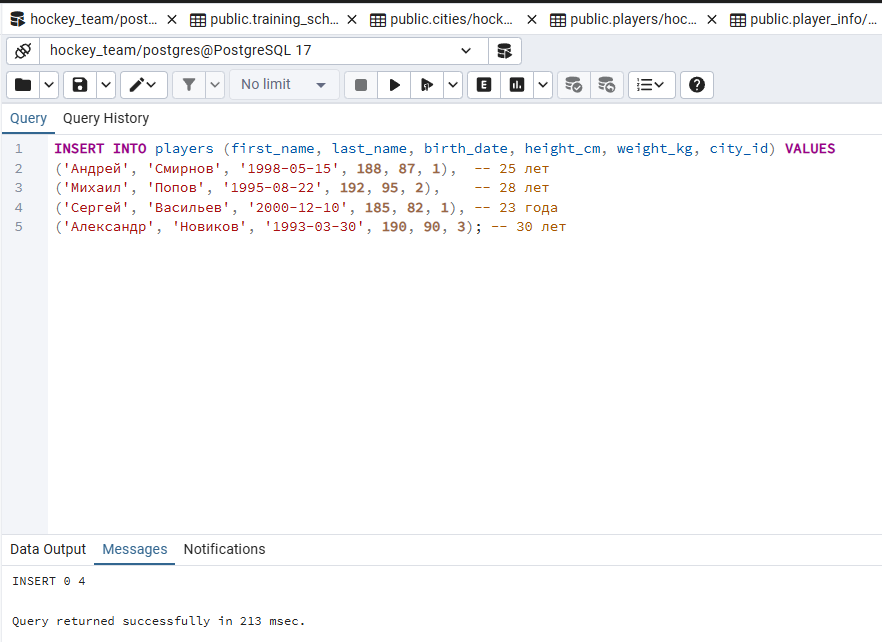 hockey_team/post... public.training_sch... public.cities/hock... public.players/hoc... public.player_info/...
hockey_team/postgres@PostgreSQL 17
No limit E
Query Query History
1 INSERT INTO players (first_name, last_name, birth_date, height_cm, weight_kg, city_id) VALUES
2 ('Андрей', 'Смирнов', '1998-05-15', 188, 87, 1), -- 25 лет
3 ('Михаил', 'Попов', '1995-08-22', 192, 95, 2), -- 28 лет
4 ('Сергей', 'Васильев', '2000-12-10', 185, 82, 1), -- 23 года
5 ('Александр', 'Новиков', '1993-03-30', 190, 90, 3); -- 30 лет
Data Output Messages Notifications
INSERT 0 4
Query returned successfully in 213 msec.